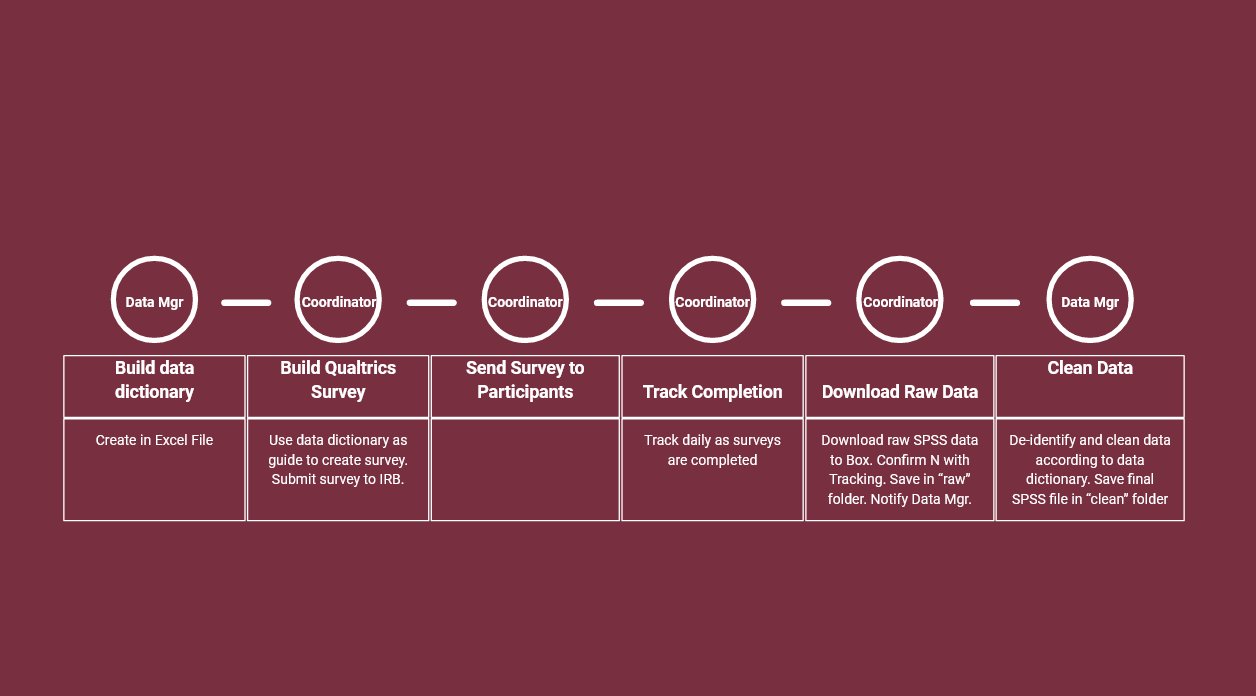 Data Mgr
Coordinator
Coordinator
Coordinator
Coordinator
Data Mgr
Build data
dictionary
Build Qualtrics
Survey
Send Survey to
Participants
Track Completion
Download Raw Data
Clean Data
Create in Excel File
Use data dictionary as
guide to create survey.
Submit survey to IRB.
Track daily as surveys
are completed
Download raw SPSS data
to Box. Confirm N with
Tracking. Save in “raw”
folder. Notify Data Mgr.
De-identify and clean data
according to data
dictionary. Save final
SPSS file in “clean” folder